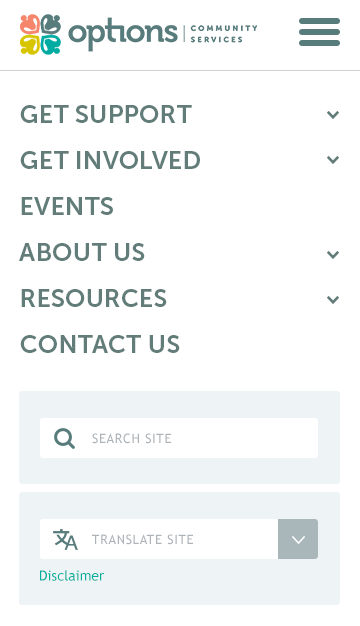 options
COMMUNITY
SERVICES
GET SUPPORT
GET INVOLVED
EVENTS
ABOUT US
RESOURCES
CONTACT US
SEARCH SITE
TRANSLATE SITE
Disclaimer